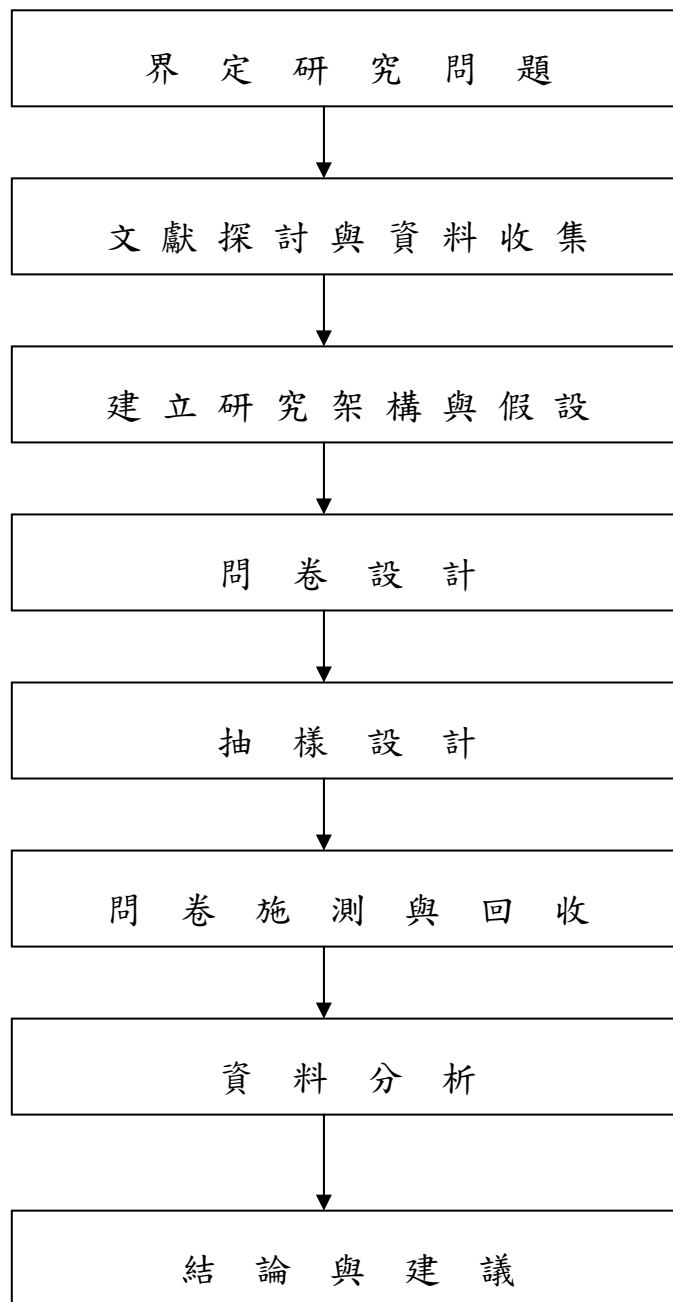 界定研究問題
文獻探討與資料收集
建立研究架構與假設
問卷設計
抽樣設計
問卷施測與回收
資料分析
結論與建議